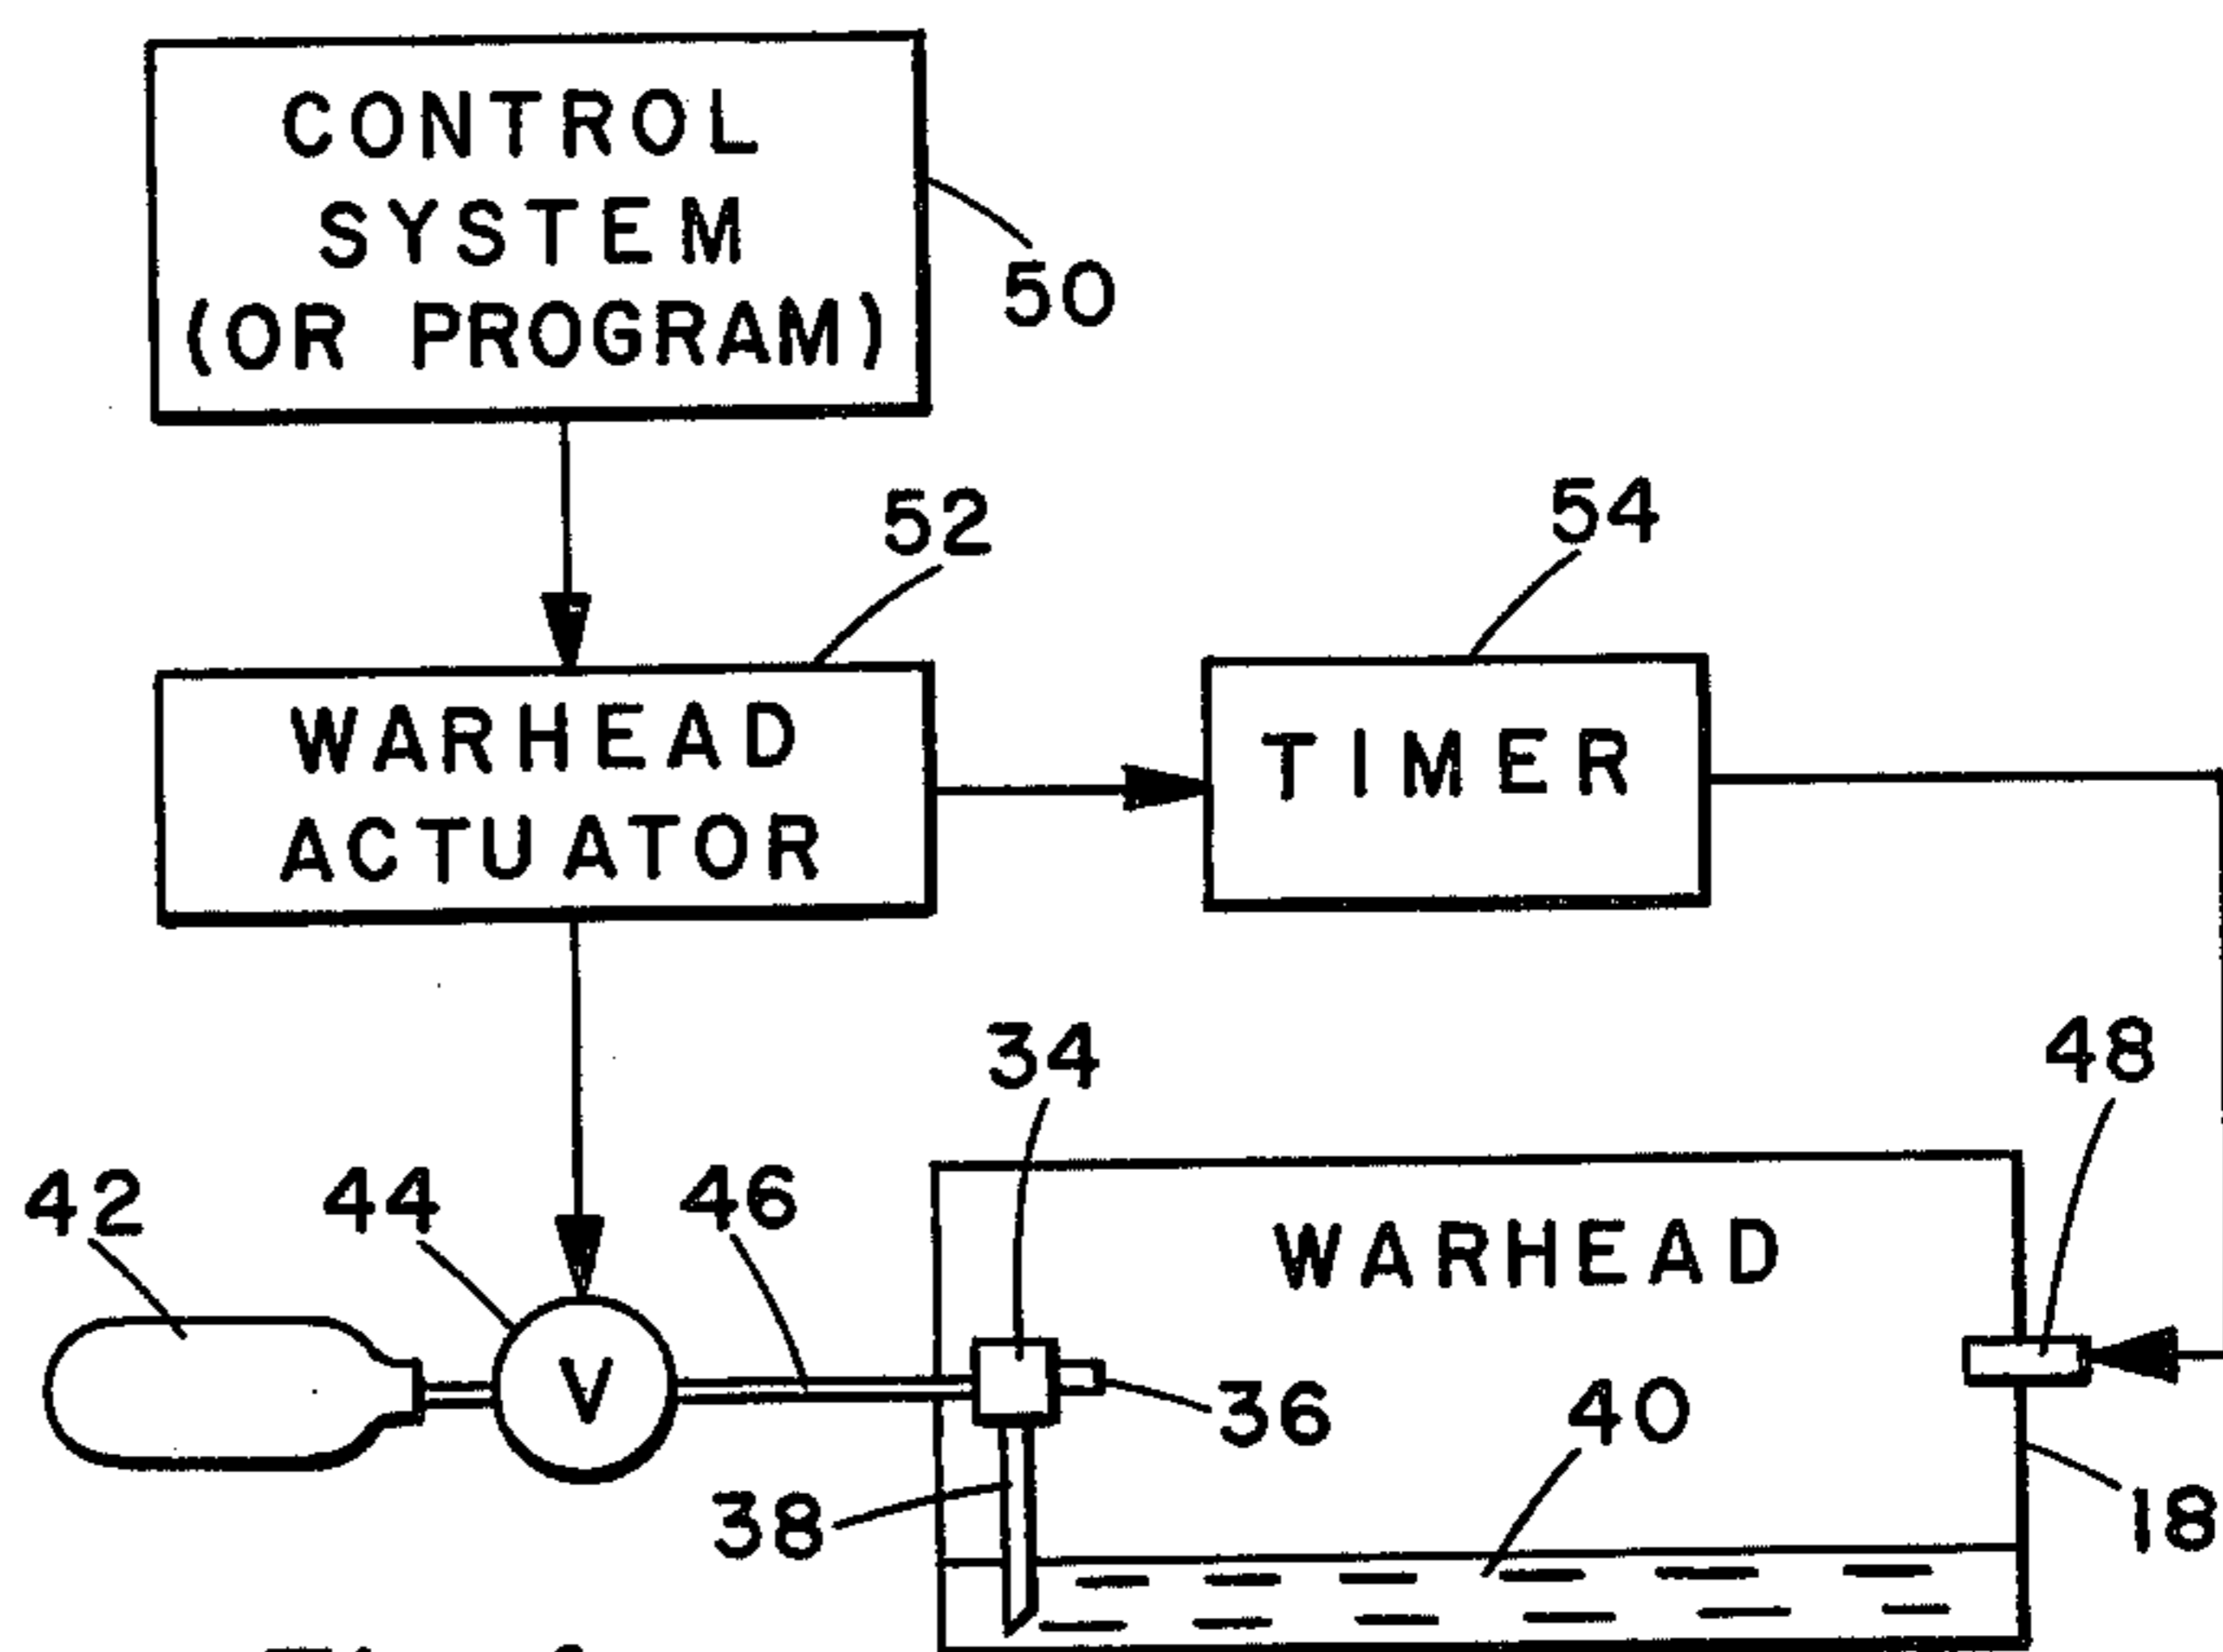 CONTROL
SYSTEM
(OR PROGRAM)
50
52
54
WARHEAD
ACTUATOR
TIMER
34
48
42
44
46
WARHEAD
V
36
40
38
18